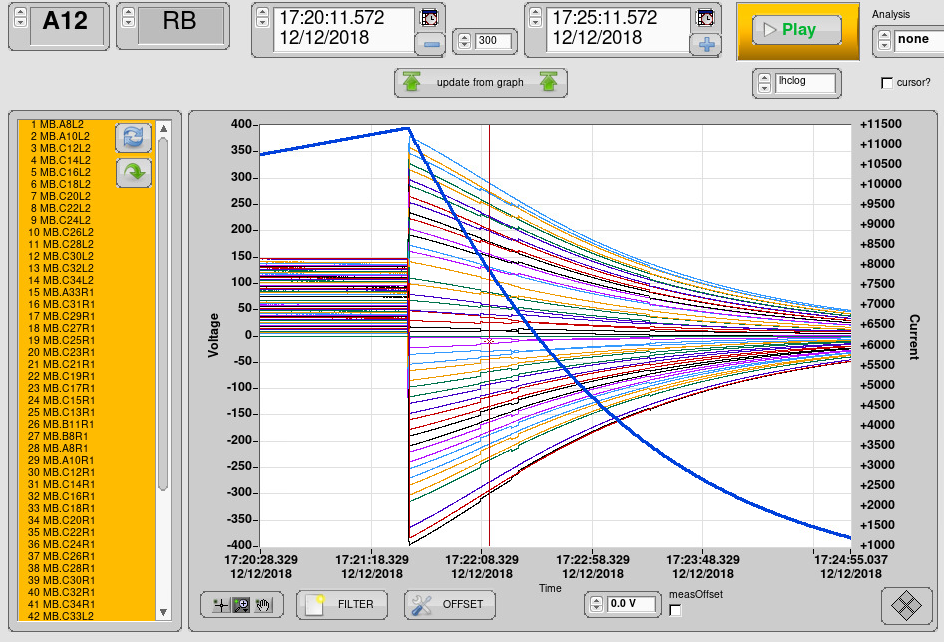 A12
RB
17:20:11.572
12/12/2018
300
17:25:11.572
12/12/2018
Play
Analysis
none
update from graph
lhclog
cursor?
1 MB.A8L2
2 MB.A10L2
3 MB.C12L2
4 MB.C14L2
5 MB.C16L2
6 MB.C18L2
7 MB.C20L2
8 MB.C22L2
9 MB.C24L2
10 MB.C26L2
11 MB.C28L2
12 MB.C30L2
13 MB.C32L2
14 MB.C34L2
15 MB.A33R1
16 MB.C31R1
17 MB.C29R1
18 MB.C27R1
19 MB.C25R1
20 MB.C23R1
21 MB.C21R1
22 MB.C19R1
23 MB.C17R1
24 MB.C15R1
25 MB.C13R1
26 MB.B11R1
27 MB.B8R1
28 MB.A8R1
29 MB.A10R1
30 MB.C12R1
31 MB.C14R1
32 MB.C16R1
33 MB.C18R1
34 MB.C20R1
35 MB.C22R1
36 MB.C24R1
37 MB.C26R1
38 MB.C28R1
39 MB.C30R1
40 MB.C32R1
41 MB.C34R1
42 MB.C33L2
Voltage
400
350
300
250
200
150
100
50
0
-50
-100
-150
-200
-250
-300
-350
-400
+11500
+11000
+10500
+10000
+9500
+9000
+8500
+8000
+7500
+7000
+6500
+6000
+5500
+5000
+4500
+4000
+3500
+3000
+2500
+2000
+1500
+1000
Current
17:20:28.329
12/12/2018
17:21:18.329
12/12/2018
17:22:08.329
12/12/2018
17:22:58.329
12/12/2018
17:23:48.329
12/12/2018
17:24:55.037
12/12/2018
Time
FILTER
OFFSET
0.0 V
measOffset